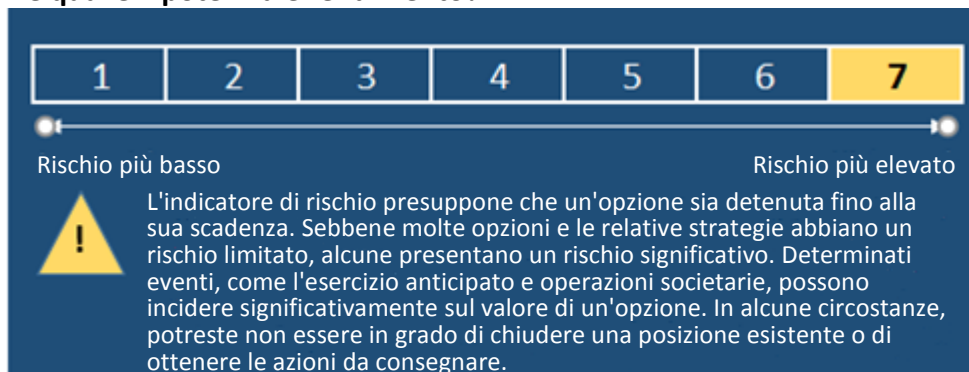 1 2 3 4 5 6 7
Rischio più basso Rischio più elevato
!
L'indicatore di rischio presuppone che un'opzione sia detenuta fino alla
sua scadenza. Sebbene molte opzioni e le relative strategie abbiano un
rischio limitato, alcune presentano un rischio significativo. Determinati
eventi, come l'esercizio anticipato e operazioni societarie, possono
incidere significativamente sul valore di un'opzione. In alcune circostanze,
potreste non essere in grado di chiudere una posizione esistente o di
ottenere le azioni da consegnare.